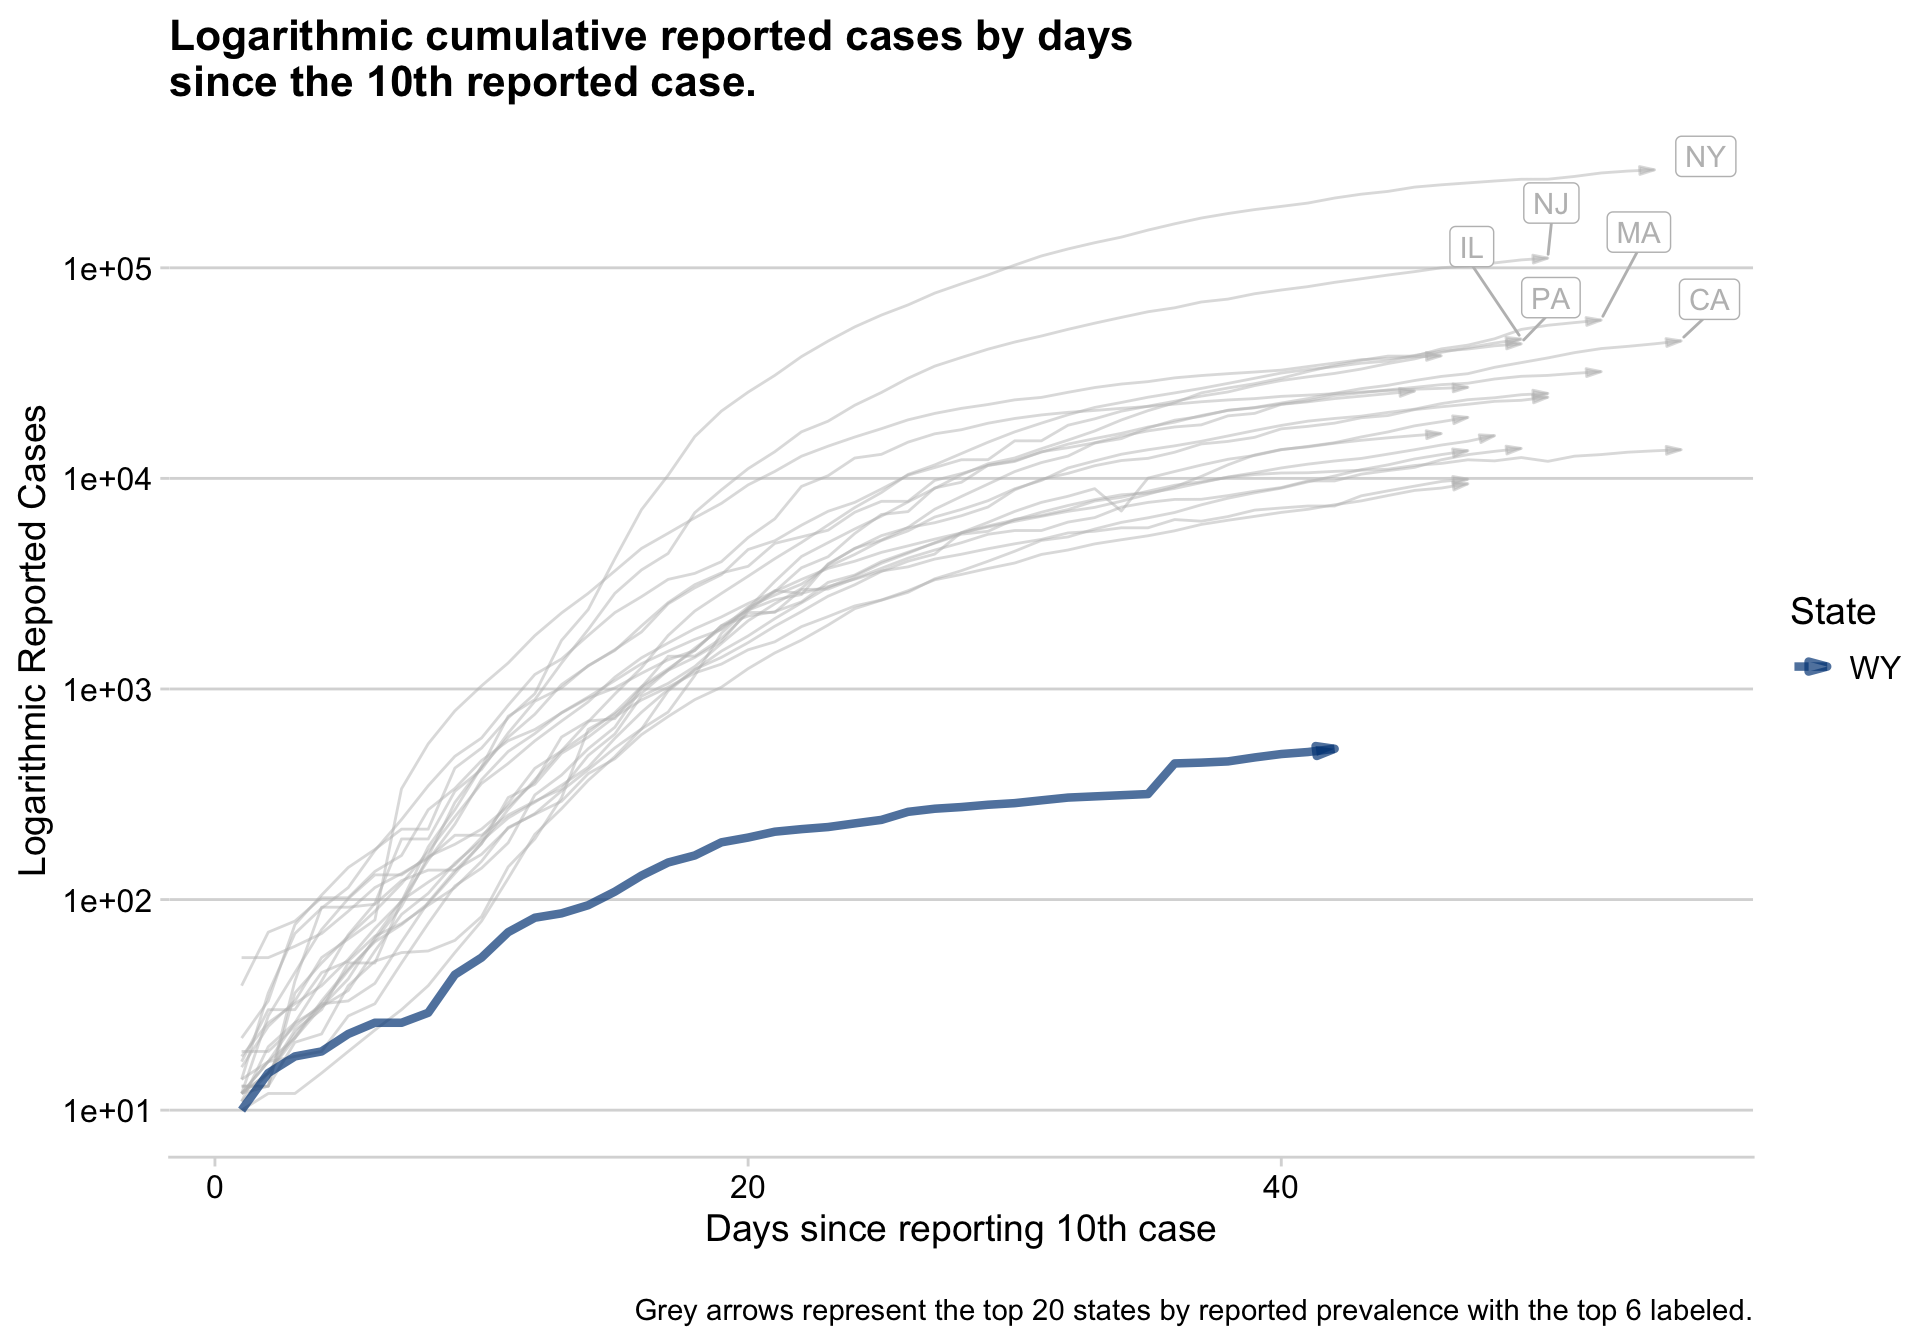 Logarithmic cumulative reported cases by days
since the 10th reported case.
NY
NJ
MA
IL
PA
CA
1e+05
1e+04
1e+03
1e+02
1e+01
Logarithmic Reported Cases
State
WY
0
20
40
Days since reporting 10th case
Grey arrows represent the top 20 states by reported prevalence with the top 6 labeled.